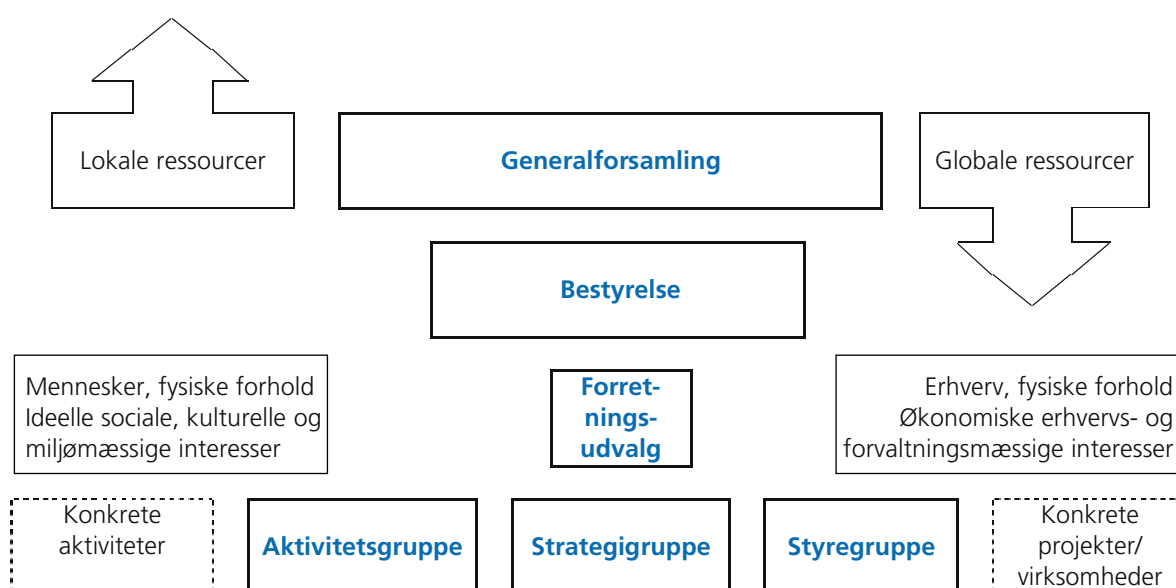 Lokale ressourcer
Generalforsamling
Globale ressourcer
Bestyrelse
Mennesker, fysiske forhold
Ideelle sociale, kulturelle og
miljømæssige interesser
Forret-
nings-
udvalg
Erhverv, fysiske forhold
Økonomiske erhvervs- og
forvaltningsmæssige interesser
Konkrete
aktiviteter
Aktivitetsgruppe
Strategigruppe
Styregruppe
Konkrete
projekter/
virksomheder